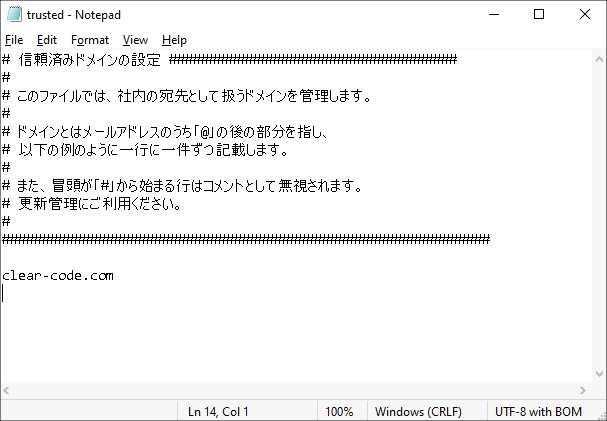 trusted - Notepad
File Edit Format View Help
# 信頼済みドメインの設定 ####################################
#
# このファイルでは、社内の宛先として扱うドメインを管理します。
#
# ドメインとはメールアドレスのうち「@」の後の部分を指し、
# 以下の例のように一行に一件ずつ記載します。
#
# また、冒頭が「#」から始まる行はコメントとして無視されます。
# 更新管理にご利用ください。
#
#############################################################
clear-code.com
Ln 14, Col 1 100% Windows (CRLF) UTF-8 with BOM